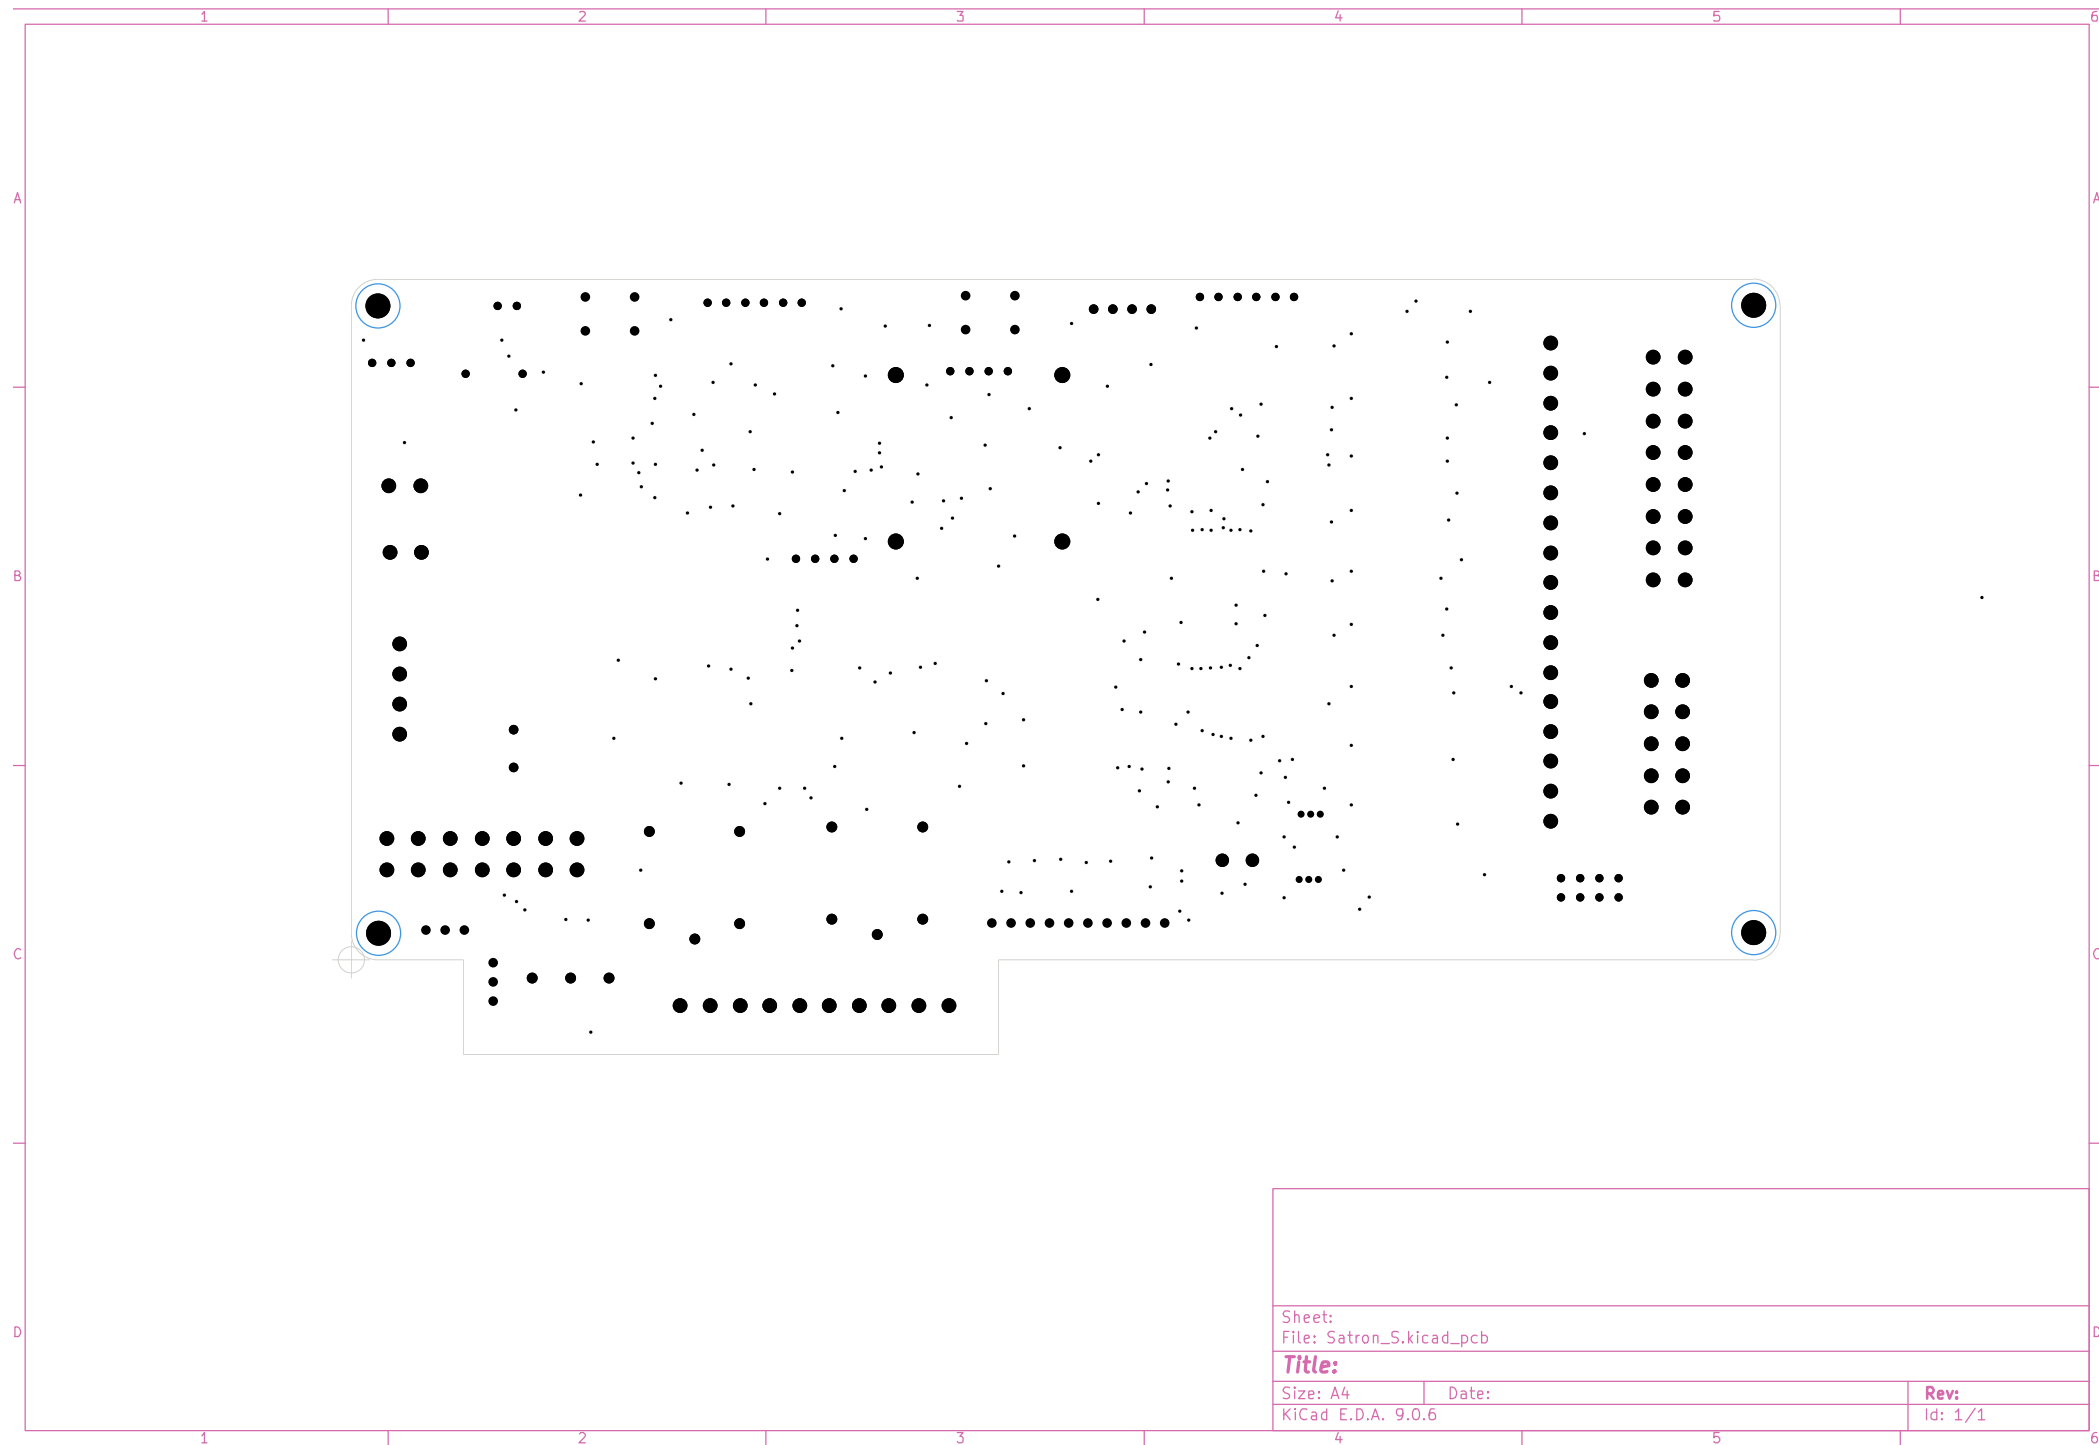 1 2 3 4 5 6
A A
B B
C C
D D
Sheet:
File: Satron_S.kicad_pcb
Title:
Size: A4 Date: Rev:
KiCad E.D.A. 9.0.6 Id: 1/1
1 2 3 4 5 6